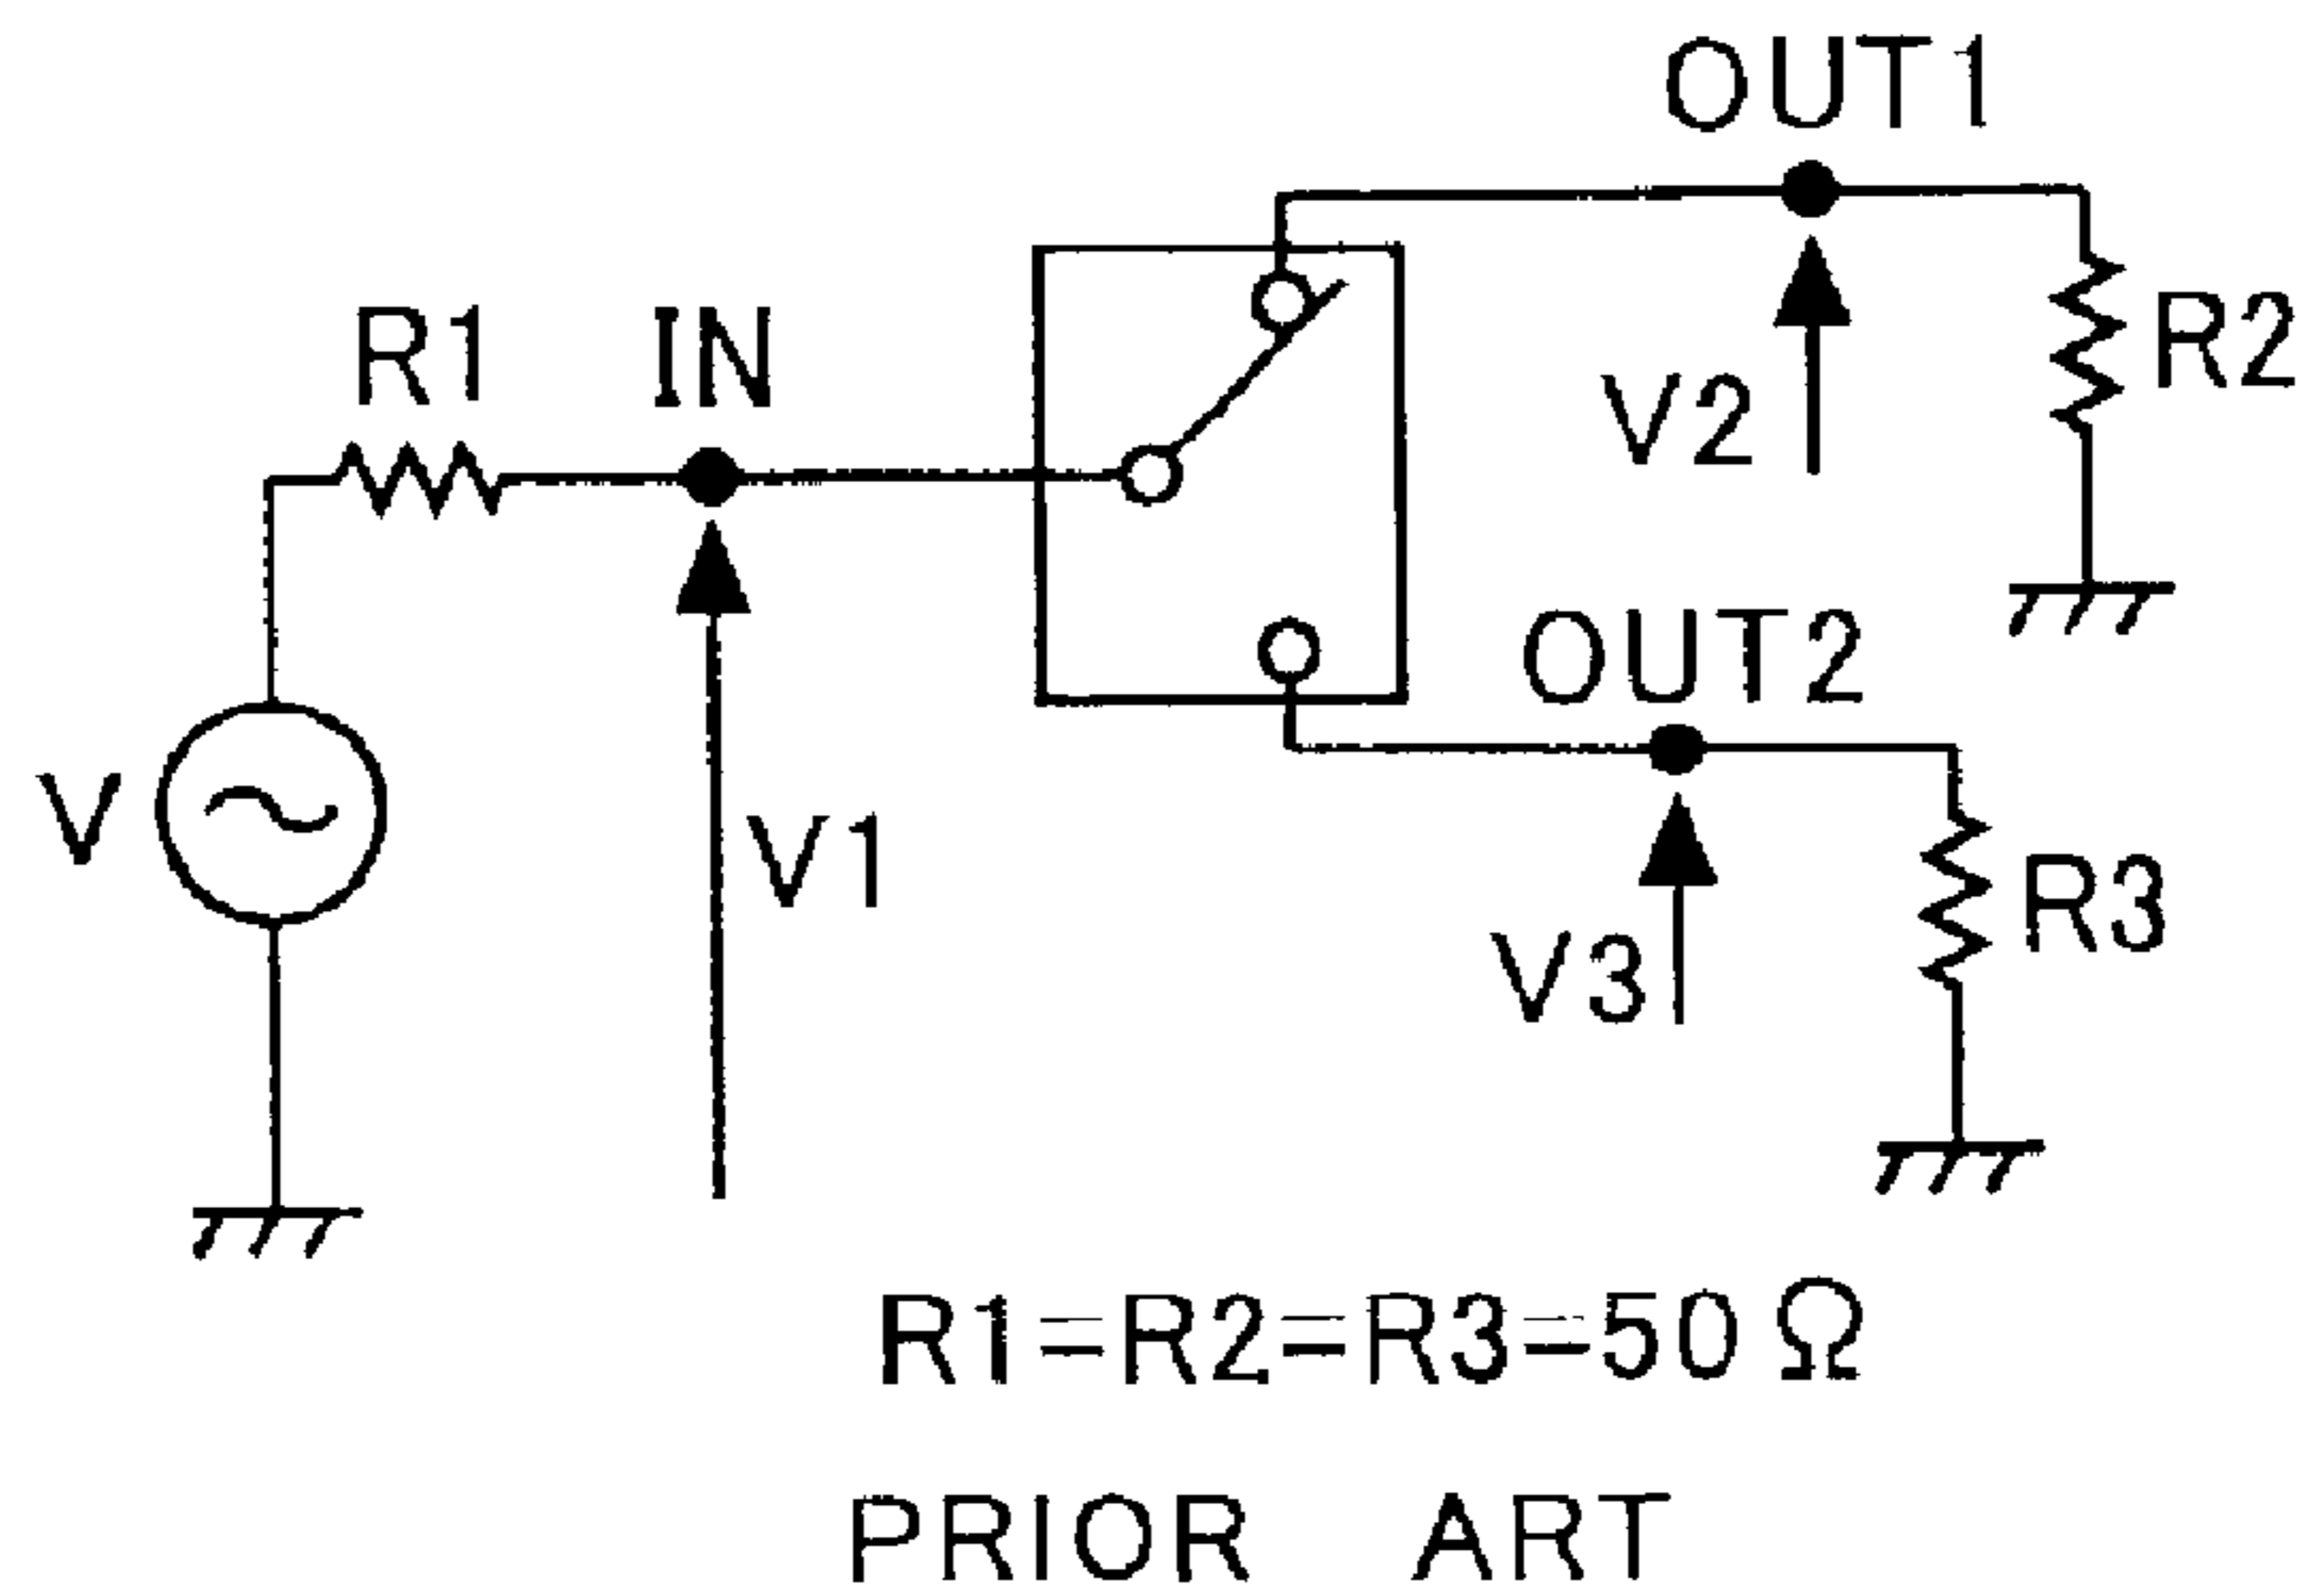 OUT1
R1
IN
R2
V2
OUT2
V
V1
R3
V3
R1=R2=R3=50Ω
PRIOR ART